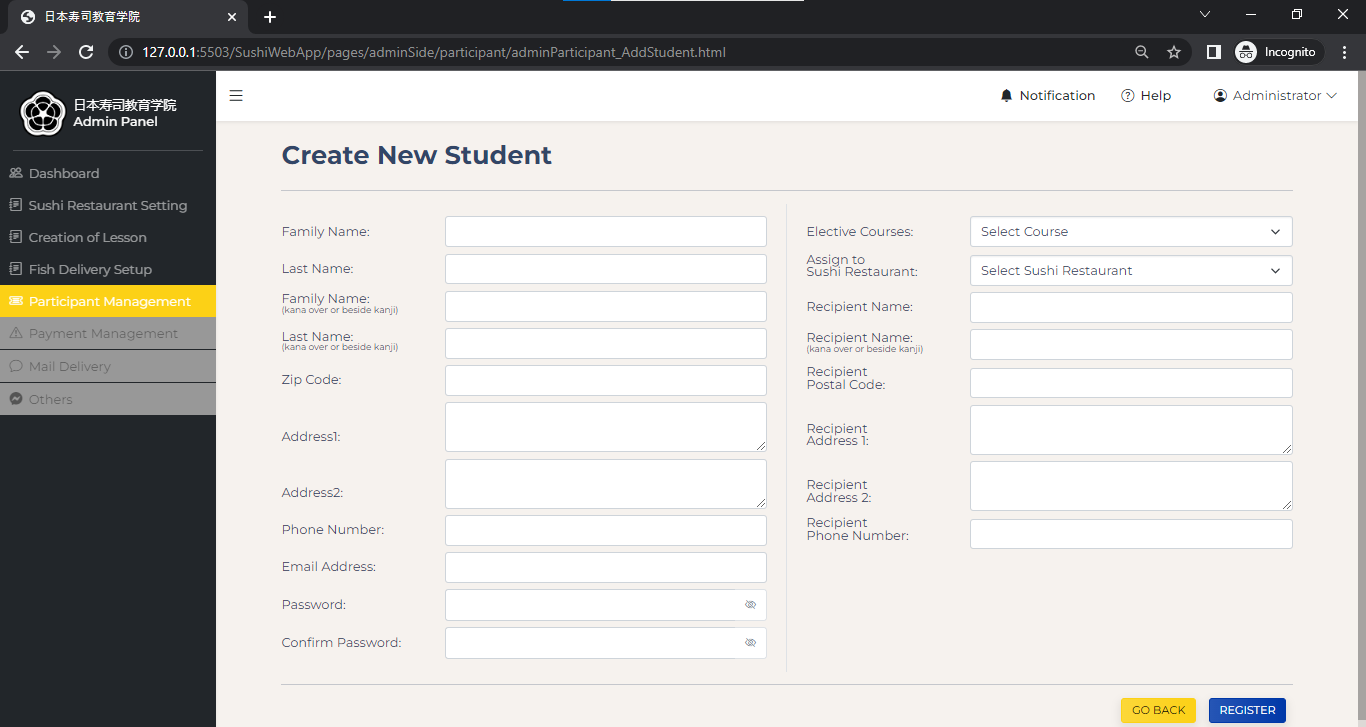 日本寿司教育学院
127.0.0.1:5503/SushiWebApp/pages/adminSide/participant/adminParticipant_AddStudent.html
Incognito
日本寿司教育学院
Admin Panel
Dashboard
Sushi Restaurant Setting
Creation of Lesson
Fish Delivery Setup
Participant Management
Payment Management
Mail Delivery
Others
Notification
Help
Administrator
Create New Student
Family Name:
Last Name:
Family Name:
(kana over or beside kanji)
Last Name:
(kana over or beside kanji)
Zip Code:
Address1:
Address2:
Phone Number:
Email Address:
Password:
Confirm Password:
Elective Courses:
Select Course
Assign to
Sushi Restaurant:
Select Sushi Restaurant
Recipient Name:
Recipient Name:
(kana over or beside kanji)
Recipient
Postal Code:
Recipient
Address 1:
Recipient
Address 2:
Recipient
Phone Number:
GO BACK
REGISTER